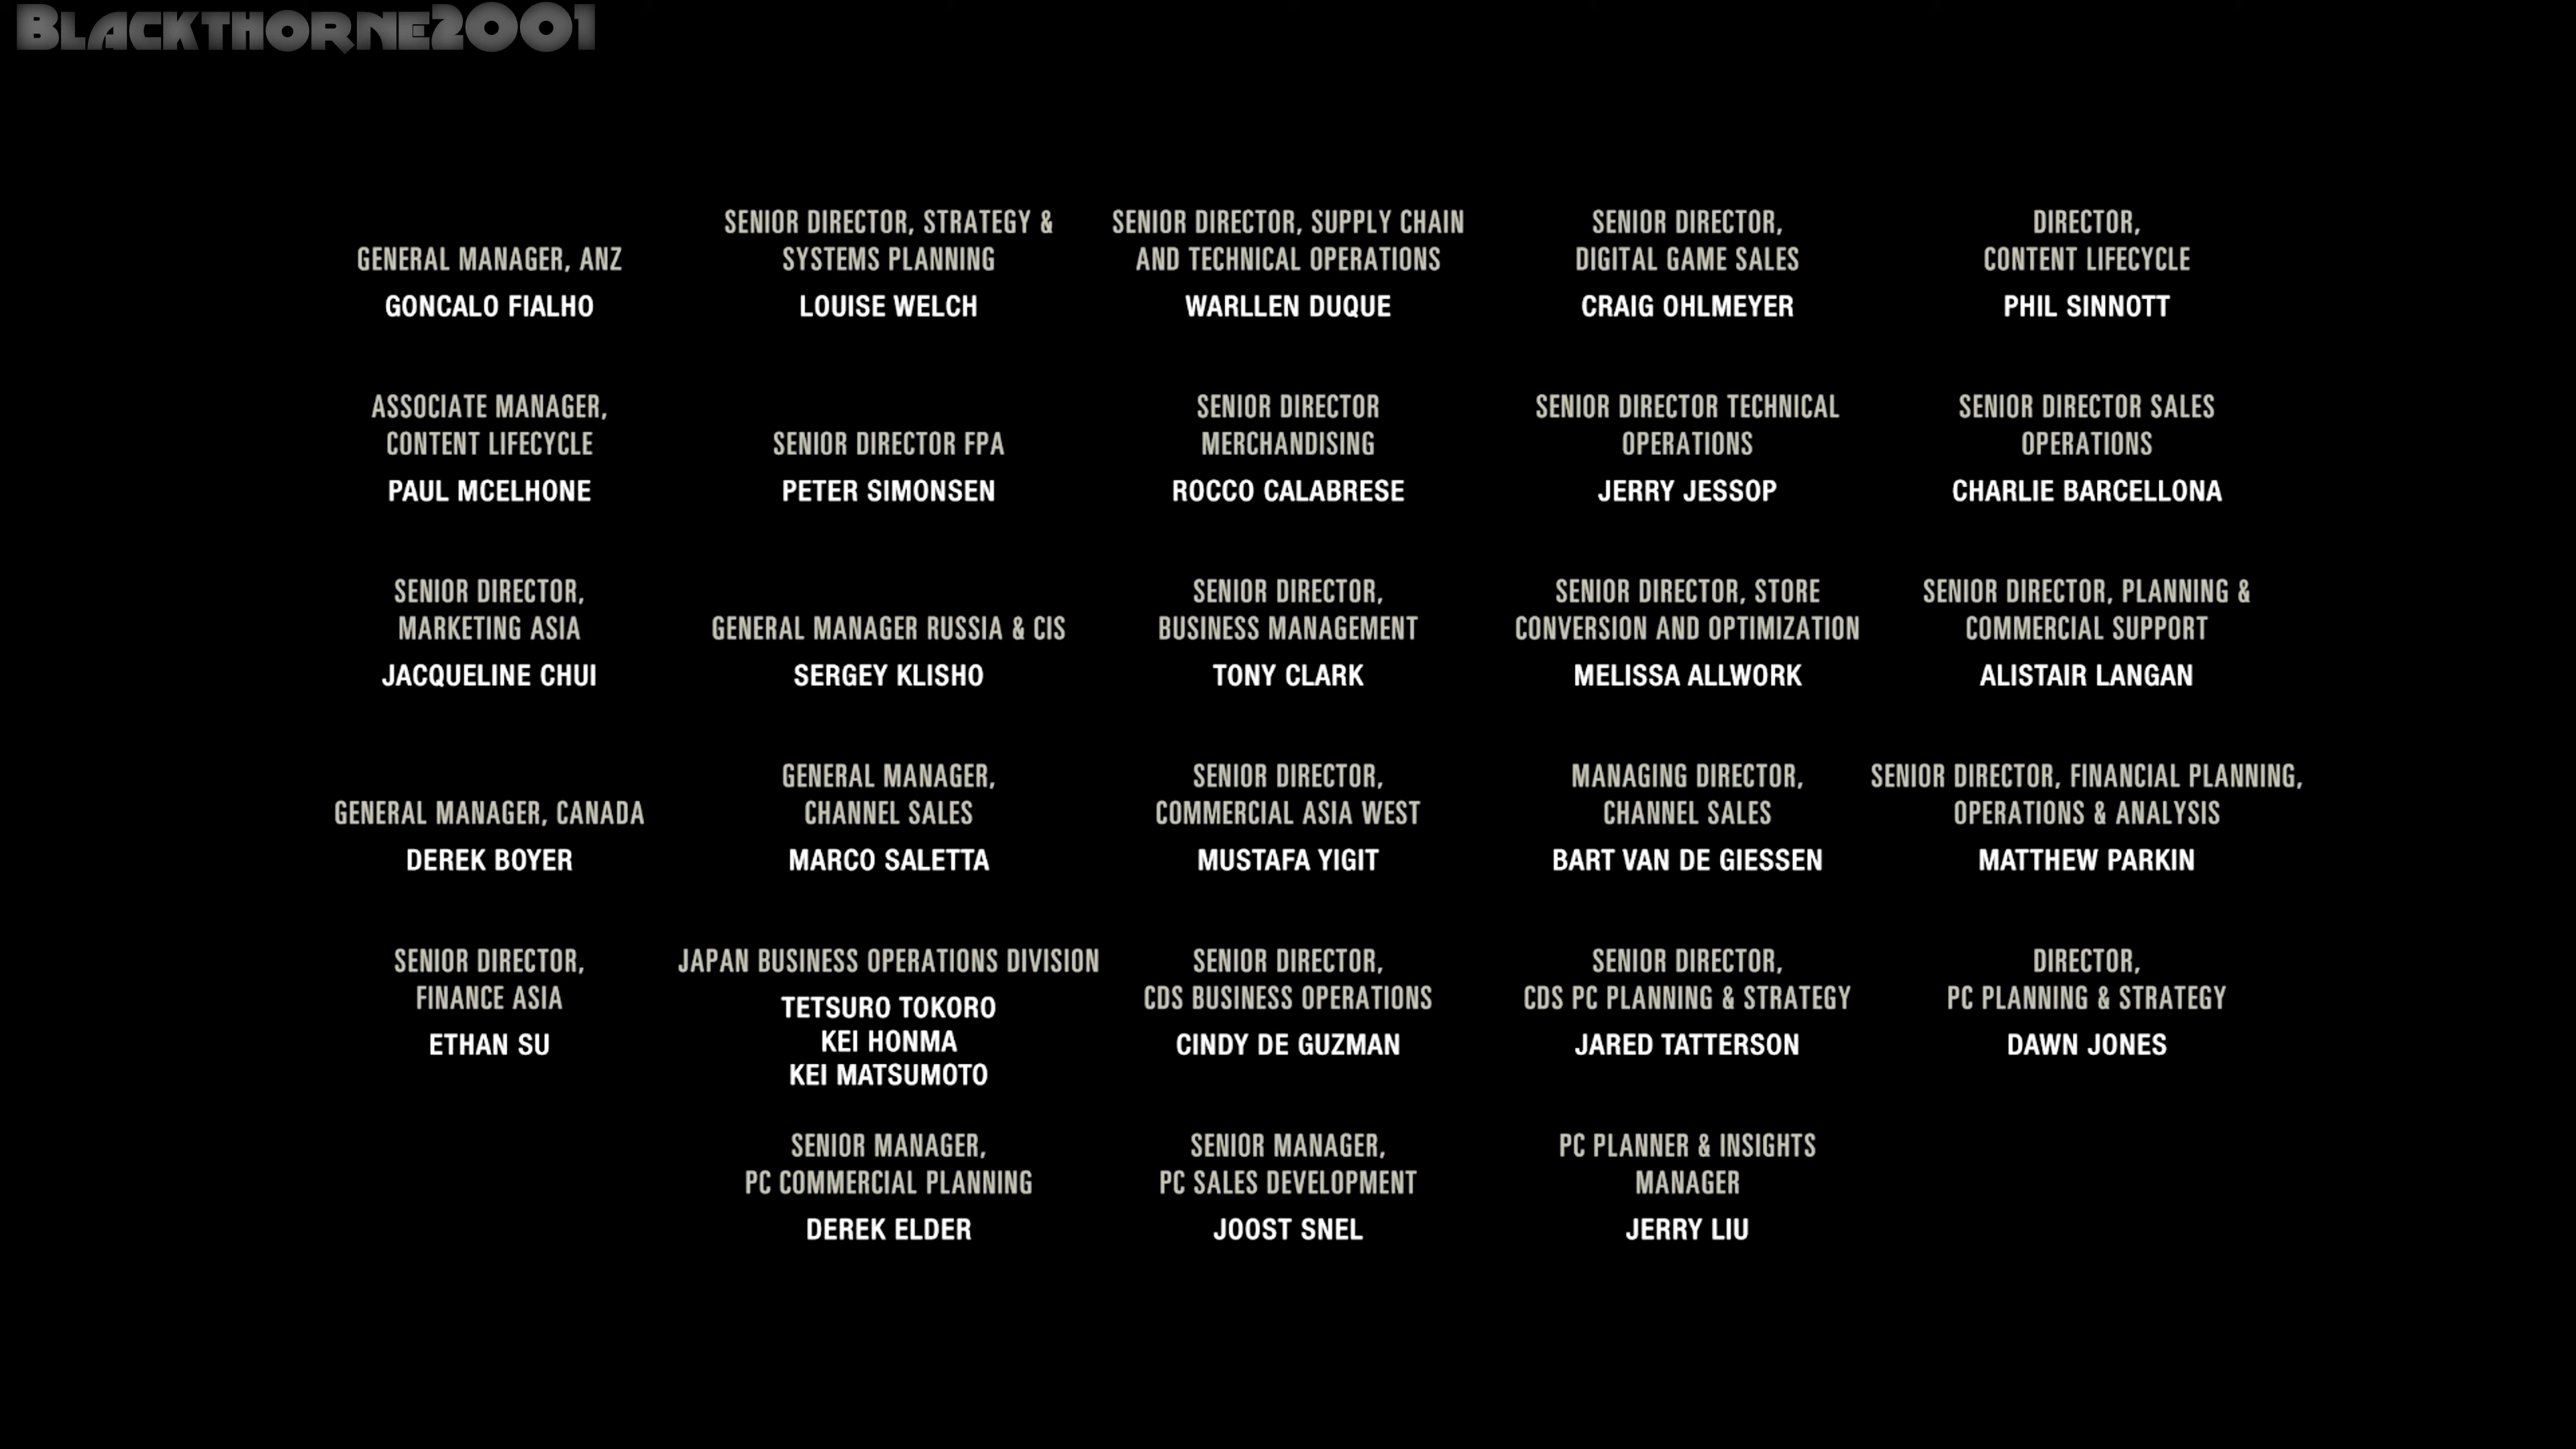 BLACKTHORNE2001
GENERAL MANAGER, ANZ
GONCALO FIALHO
SENIOR DIRECTOR, STRATEGY &
SYSTEMS PLANNING
LOUISE WELCH
SENIOR DIRECTOR, SUPPLY CHAIN
AND TECHNICAL OPERATIONS
WARLLEN DUQUE
SENIOR DIRECTOR,
DIGITAL GAME SALES
CRAIG OHLMEYER
DIRECTOR,
CONTENT LIFECYCLE
PHIL SINNOTT
ASSOCIATE MANAGER,
CONTENT LIFECYCLE
PAUL MCELHONE
SENIOR DIRECTOR FPA
PETER SIMONSEN
SENIOR DIRECTOR
MERCHANDISING
ROCCO CALABRESE
SENIOR DIRECTOR TECHNICAL
OPERATIONS
JERRY JESSOP
SENIOR DIRECTOR SALES
OPERATIONS
CHARLIE BARCELLONA
SENIOR DIRECTOR,
MARKETING ASIA
JACQUELINE CHUI
GENERAL MANAGER RUSSIA & CIS
SERGEY KLISHO
SENIOR DIRECTOR,
BUSINESS MANAGEMENT
TONY CLARK
SENIOR DIRECTOR, STORE
CONVERSION AND OPTIMIZATION
MELISSA ALLWORK
SENIOR DIRECTOR, PLANNING &
COMMERCIAL SUPPORT
ALISTAIR LANGAN
GENERAL MANAGER, CANADA
DEREK BOYER
GENERAL MANAGER,
CHANNEL SALES
MARCO SALETTA
SENIOR DIRECTOR,
COMMERCIAL ASIA WEST
MUSTAFA YIGIT
MANAGING DIRECTOR,
CHANNEL SALES
BART VAN DE GIESSEN
SENIOR DIRECTOR, FINANCIAL PLANNING,
OPERATIONS & ANALYSIS
MATTHEW PARKIN
SENIOR DIRECTOR,
FINANCE ASIA
ETHAN SU
JAPAN BUSINESS OPERATIONS DIVISION
TETSURO TOKORO
KEI HONMA
KEI MATSUMOTO
SENIOR DIRECTOR,
CDS BUSINESS OPERATIONS
CINDY DE GUZMAN
SENIOR DIRECTOR,
CDS PC PLANNING & STRATEGY
JARED TATTERSON
DIRECTOR,
PC PLANNING & STRATEGY
DAWN JONES
SENIOR MANAGER,
PC COMMERCIAL PLANNING
DEREK ELDER
SENIOR MANAGER,
PC SALES DEVELOPMENT
JOOST SNEL
PC PLANNER & INSIGHTS
MANAGER
JERRY LIU